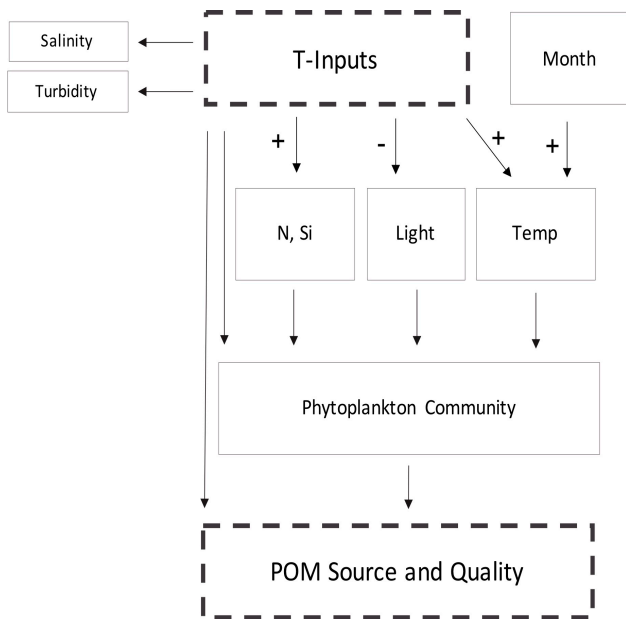 Salinity
T-Inputs
Month
Turbidity
+
-
+
+
N, Si
Light
Temp
Phytoplankton Community
POM Source and Quality